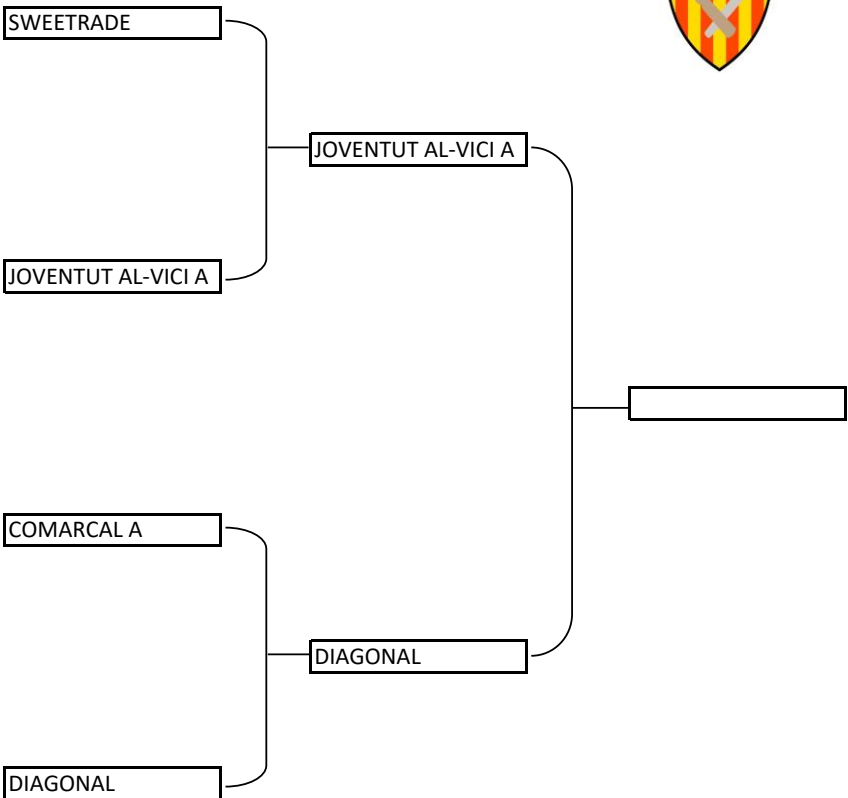 SWEETRADE
JOVENTUT AL-VICI A
JOVENTUT AL-VICI A
COMARCAL A
DIAGONAL
DIAGONAL